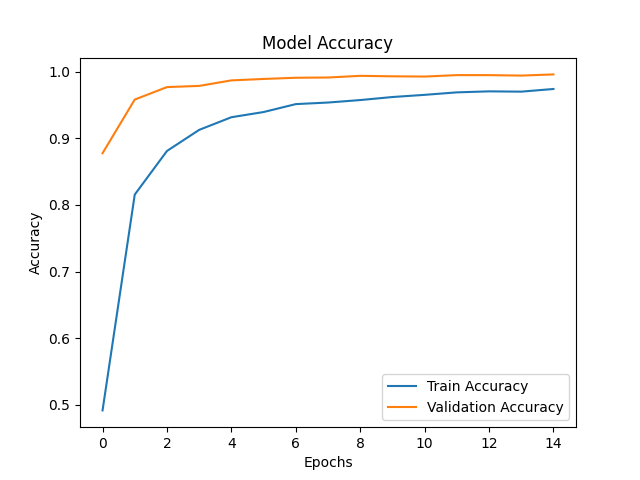 Model Accuracy
1.0
0.9
0.8
0.7
0.6
0.5
Accuracy
Train Accuracy
Validation Accuracy
0 2 4 6 8 10 12 14
Epochs